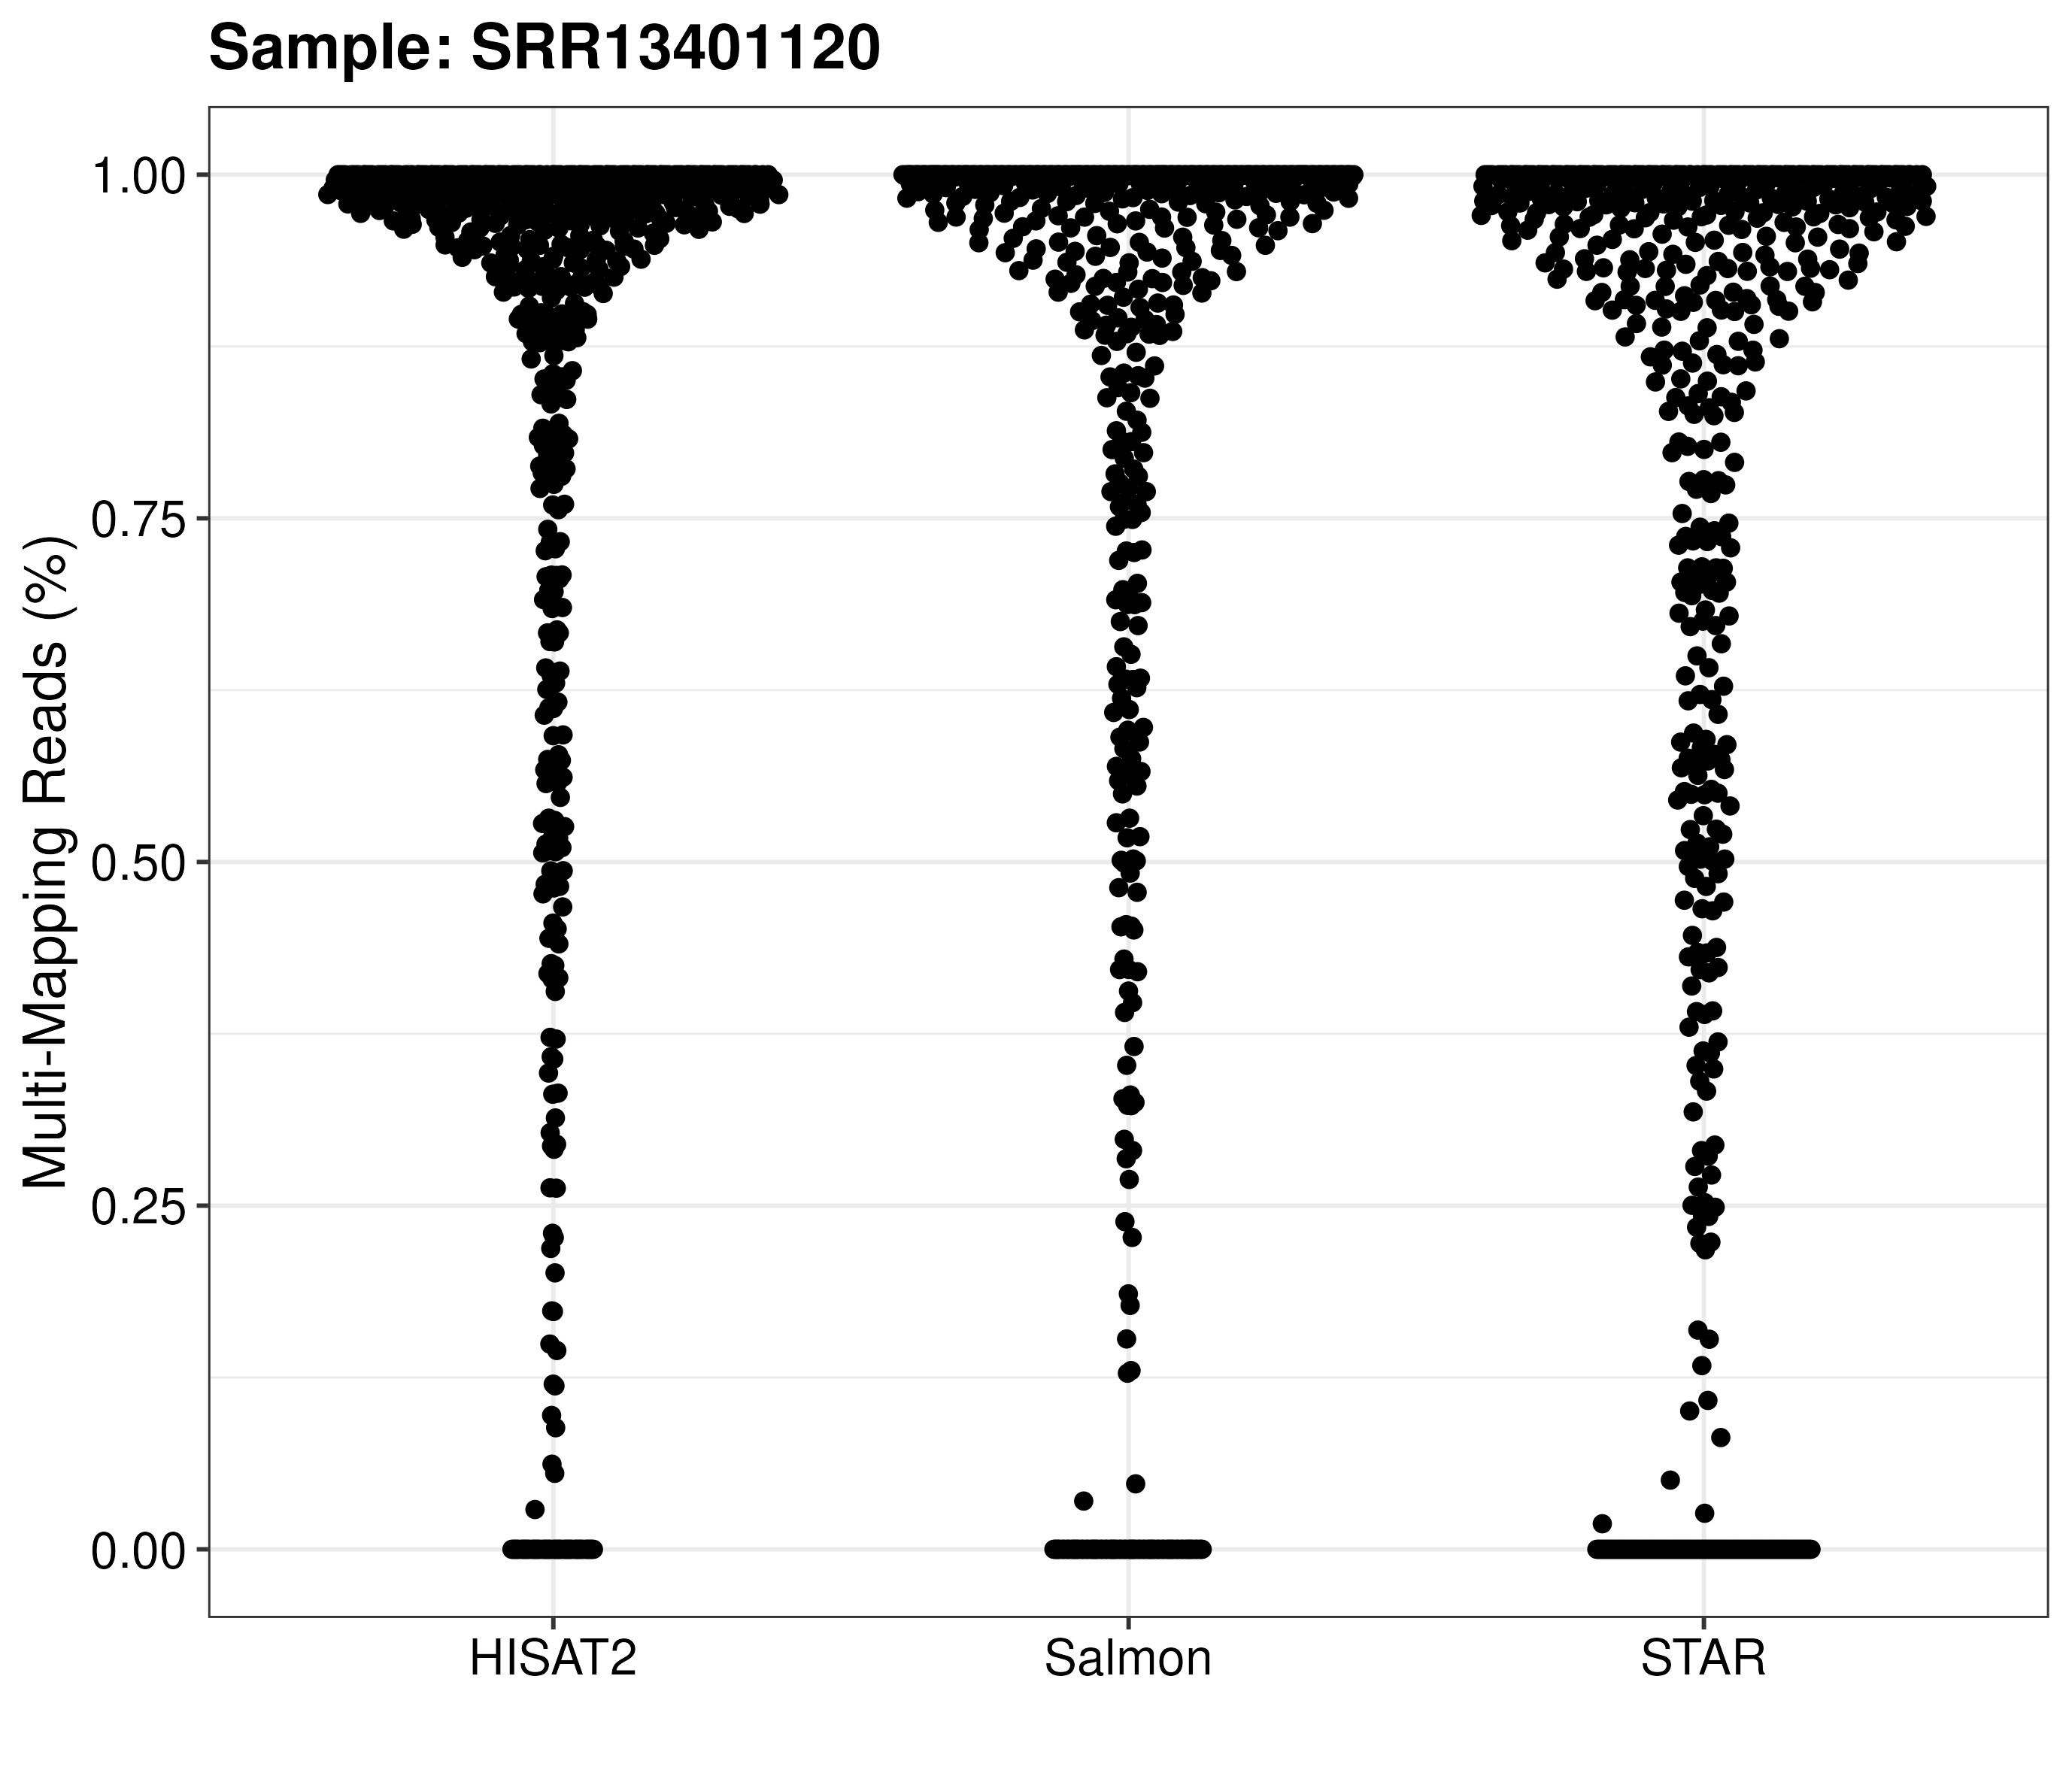 Sample: SRR13401120
Multi-Mapping Reads (%)
1.00
0.75
0.50
0.25
0.00
HISAT2
Salmon
STAR